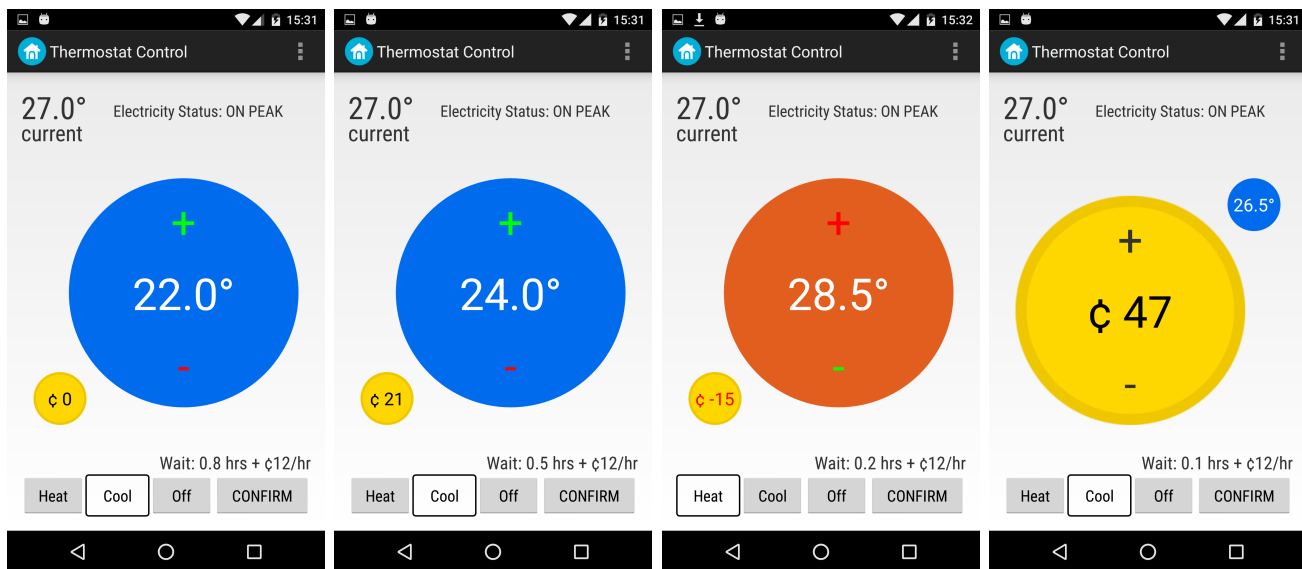 15:31
Thermostat Control
27.0° Electricity Status: ON PEAK
current
+
22.0°
-
¢ 0
Wait: 0.8 hrs + ¢12/hr
Heat Cool Off CONFIRM
15:31
Thermostat Control
27.0° Electricity Status: ON PEAK
current
+
24.0°
-
¢ 21
Wait: 0.5 hrs + ¢12/hr
Heat Cool Off CONFIRM
15:32
Thermostat Control
27.0° Electricity Status: ON PEAK
current
+
28.5°
-
¢ -15
Wait: 0.2 hrs + ¢12/hr
Heat Cool Off CONFIRM
15:31
Thermostat Control
27.0° Electricity Status: ON PEAK
current
26.5°
+
¢ 47
-
Wait: 0.1 hrs + ¢12/hr
Heat Cool Off CONFIRM